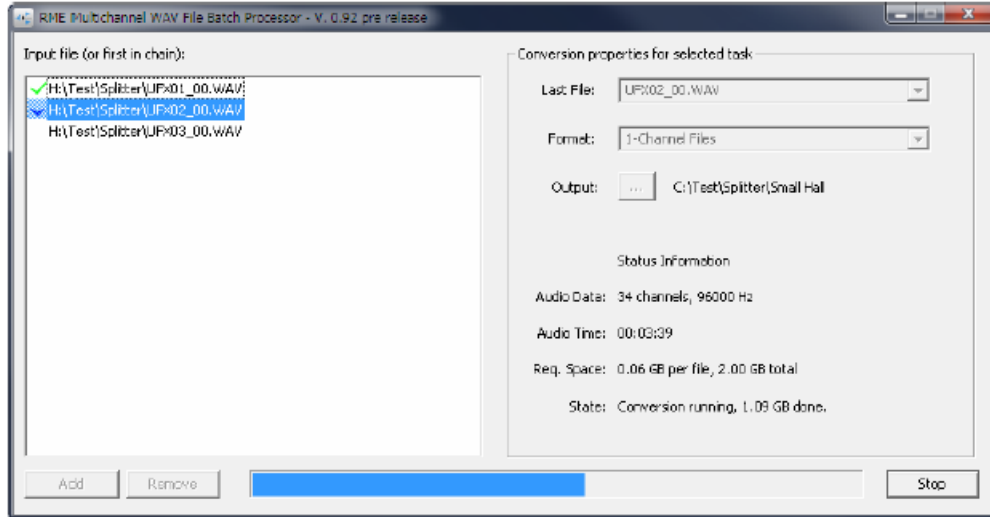 RME Multichannel WAV File Batch Processor - V. 0.92 pre release
Input file (or first in chain):
H:\Test\Splitter\UFX01_00.WAV
H:\Test\Splitter\UFX02_00.WAV
H:\Test\Splitter\UFX03_00.WAV
Conversion properties for selected task
Last File: UFX02_00.WAV
Format: 1-Channel Files
Output: ... C:\Test\Splitter\Small Hall
Status Information
Audio Data: 34 channels, 96000 Hz
Audio Time: 00:03:39
Req. Space: 0.06 GB per file, 2.00 GB total
State: Conversion running, 1.09 GB done.
Add Remove Stop